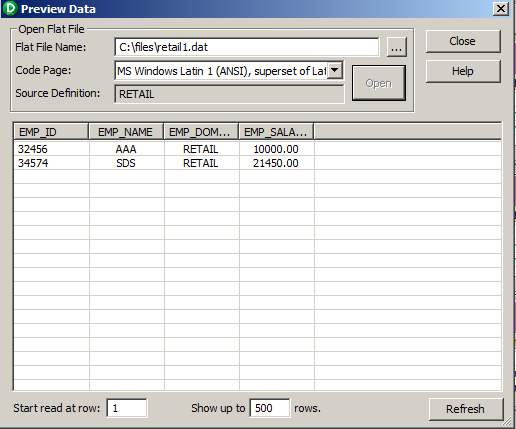 Preview Data
Open Flat File
Flat File Name: C:\files\retail1.dat ... Close
Code Page: MS Windows Latin 1 (ANSI), superset of Lat Open Help
Source Definition: RETAIL
EMP_ID EMP_NAME EMP_DOM... EMP_SALA...
32456 AAA RETAIL 10000.00
34574 SDS RETAIL 21450.00
Start read at row: 1 Show up to 500 rows. Refresh